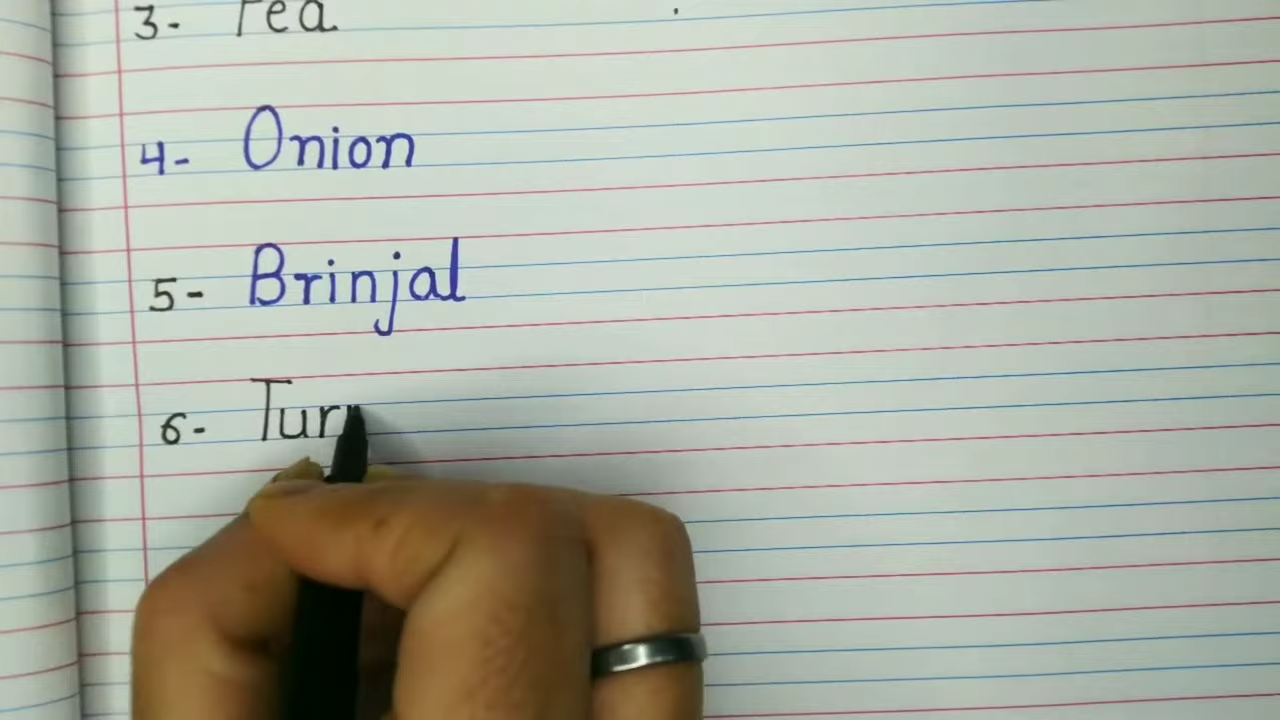 3- Pea
4- Onion
5- Brinjal
6- Tur